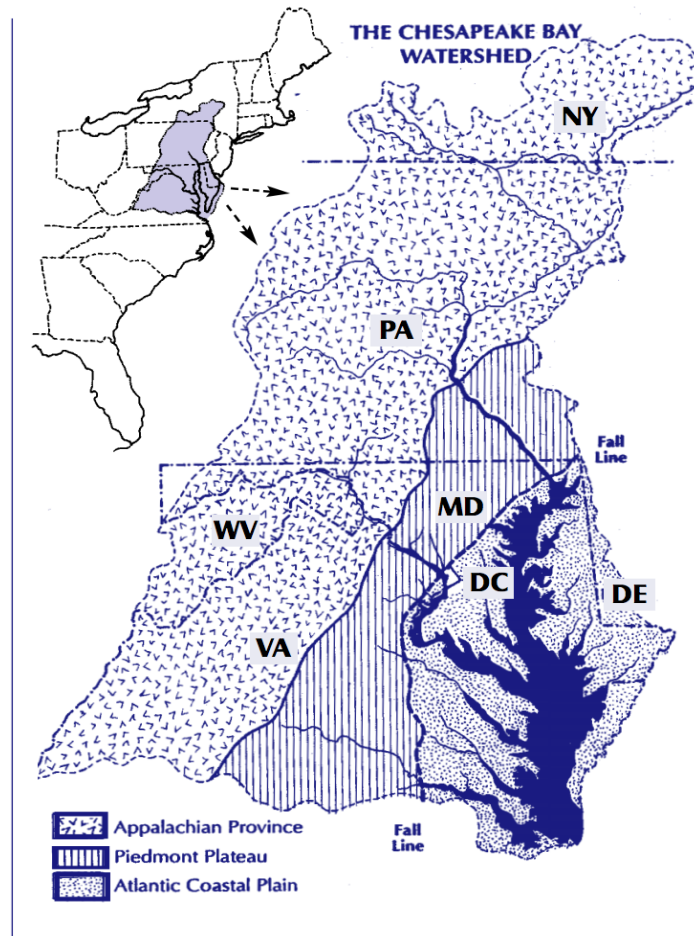 THE CHESAPEAKE BAY
WATERSHED
NY
PA
Fall
Line
MD
WV
DC
DE
VA
Appalachian Province
Piedmont Plateau
Atlantic Coastal Plain
Fall
Line